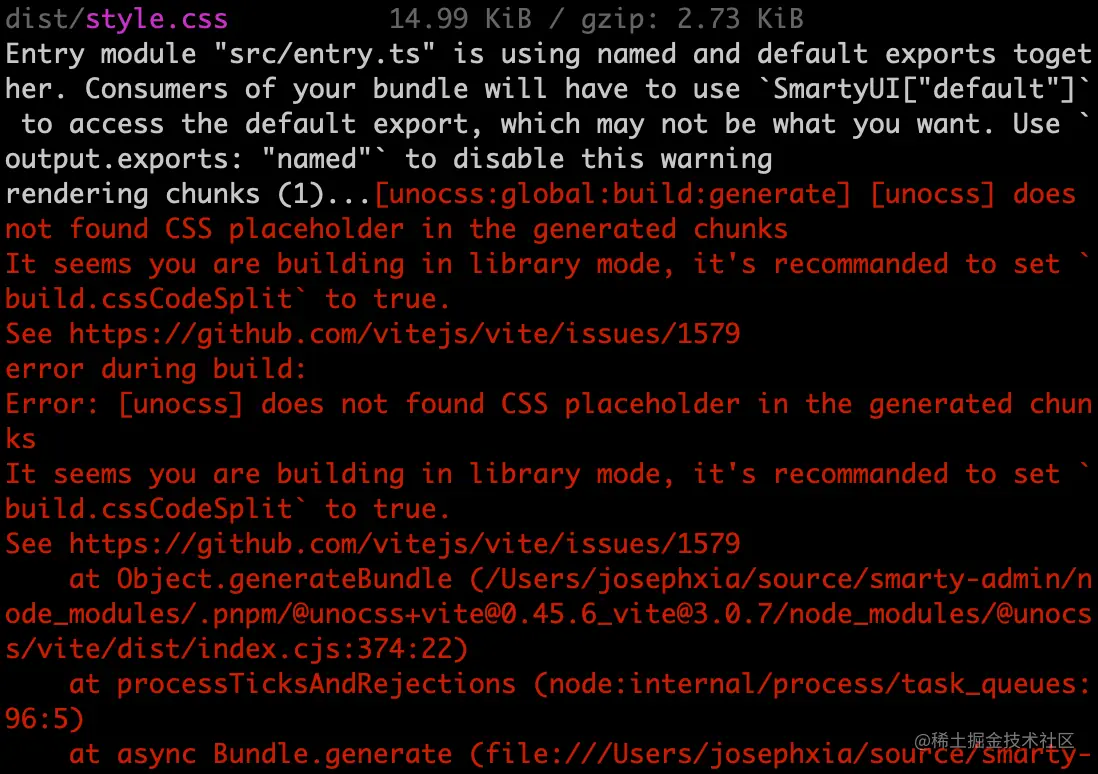 dist/style.css 14.99 KiB / gzip: 2.73 KiB
Entry module "src/entry.ts" is using named and default exports toget
her. Consumers of your bundle will have to use `SmartyUI["default"]`
to access the default export, which may not be what you want. Use `
output.exports: "named"` to disable this warning
rendering chunks (1)...[unocss:global:build:generate] [unocss] does
not found CSS placeholder in the generated chunks
It seems you are building in library mode, it's recommanded to set `
build.cssCodeSplit` to true.
See https://github.com/vitejs/vite/issues/1579
error during build:
Error: [unocss] does not found CSS placeholder in the generated chun
ks
It seems you are building in library mode, it's recommanded to set `
build.cssCodeSplit` to true.
See https://github.com/vitejs/vite/issues/1579
at Object.generateBundle (/Users/josephxia/source/smarty-admin/n
ode_modules/.pnpm/@unocss+vite@0.45.6_vite@3.0.7/node_modules/@unocs
s/vite/dist/index.cjs:374:22)
at processTicksAndRejections (node:internal/process/task_queues:
96:5)
at async Bundle.generate (file:///Users/josephxia/source/smarty-
@稀土掘金技术社区